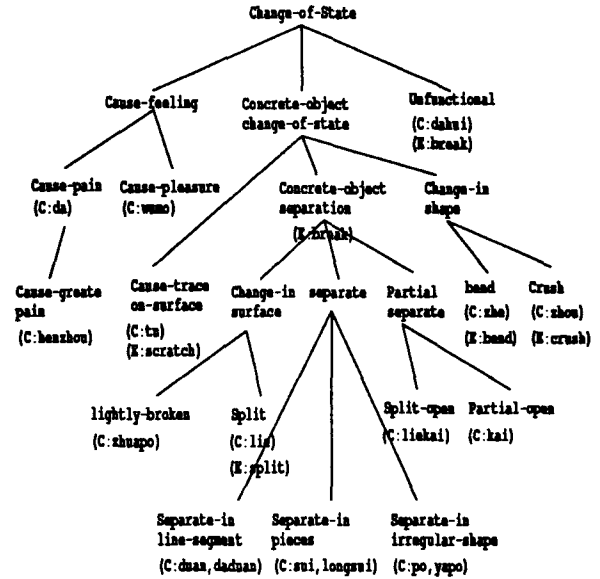 Change-of-State
Cause-feeling
Concrete-object
change-of-state
Unfunctional
(C:dahui)
(E:break)
Cause-pain
(C:da)
Cause-pleasure
(C:wumo)
Concrete-object
separation
(E:break)
Change-in
shape
Cause-greate
pain
(C:henzhou)
Cause-trace
on-surface
(C:tu)
(E:scratch)
Change-in
surface
separate
Partial
separate
bend
(C:zhe)
(E:bend)
Crush
(C:zhou)
(E:crush)
lightly-broken
(C:zhuapo)
Split
(C:lie)
(E:split)
Split-open
(C:liekai)
Partial-open
(C:kai)
Separate-in
line-segment
(C:duan,daduan)
Separate-in
pieces
(C:sui,longsui)
Separate-in
irregular-shape
(C:po,yapo)